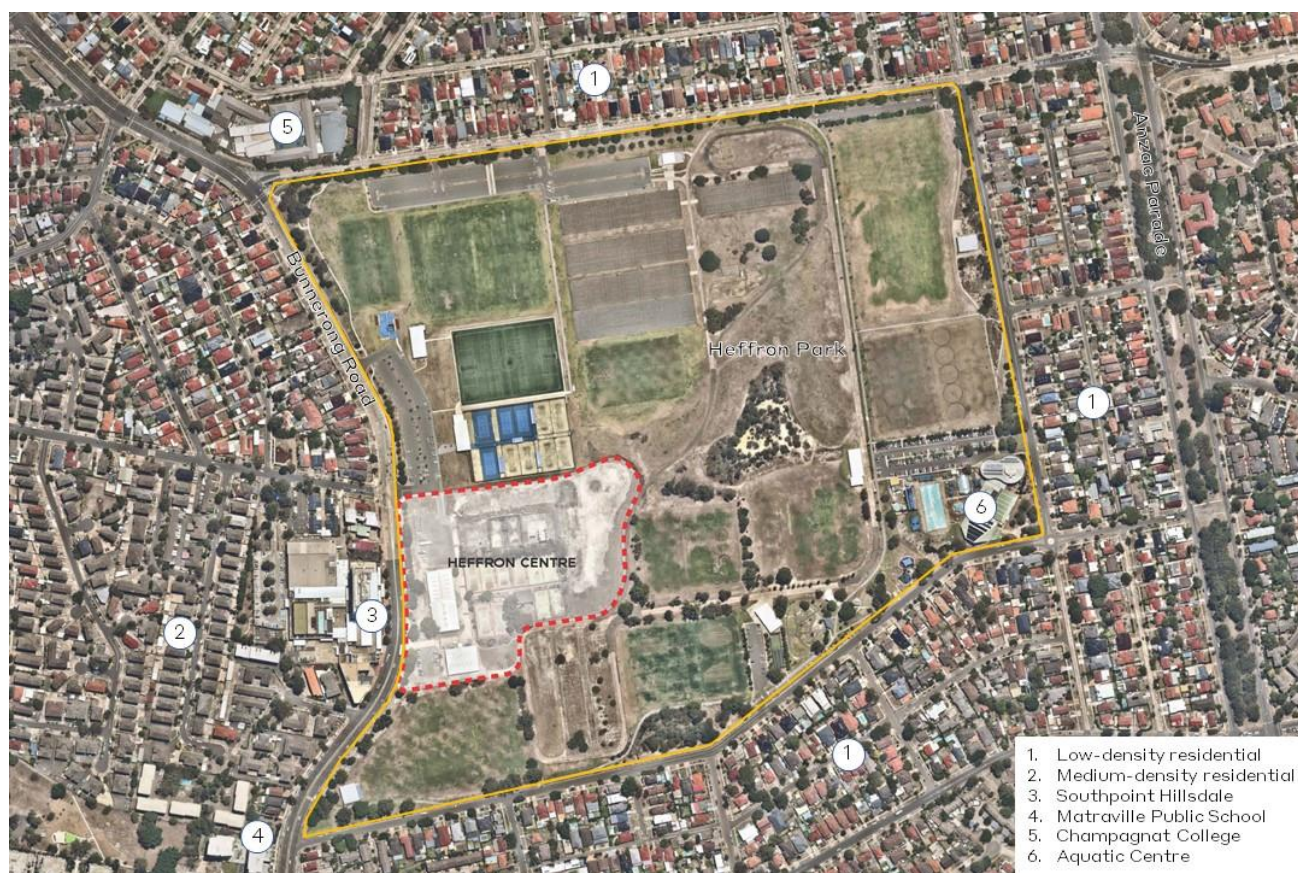 1
5
Anzac Parade
Bunnerong Road
Heffron Park
1
6
HEFFRON CENTRE
3
2
1
4
1. Low-density residential
2. Medium-density residential
3. Southpoint Hillsdale
4. Matraville Public School
5. Champagnat College
6. Aquatic Centre